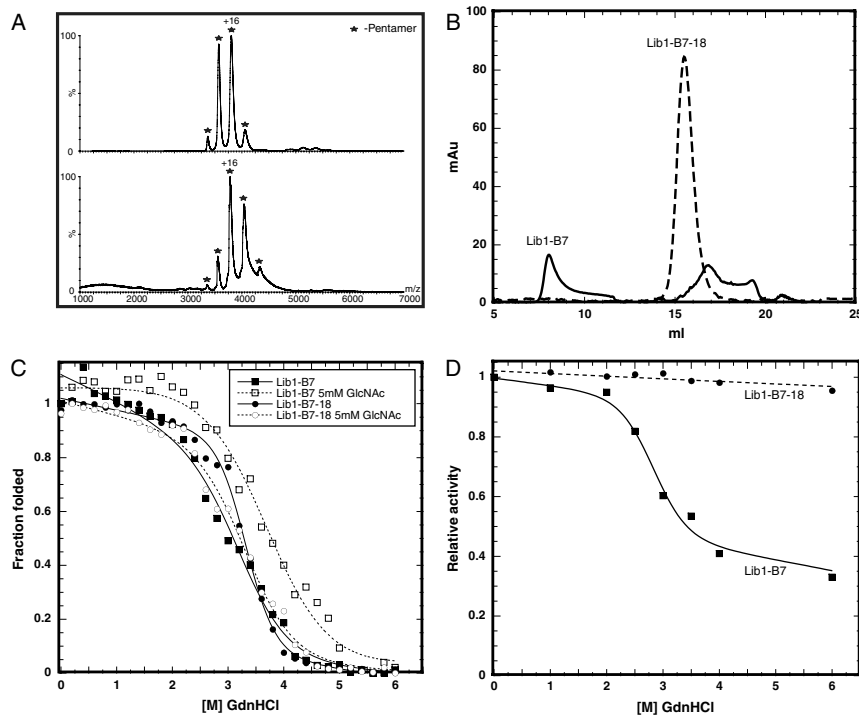 A
★ -Pentamer
+16
100
%
0
+16
100
%
0
1000 2000 3000 4000 5000 6000 7000
m/z
B
Lib1-B7-18
Lib1-B7
100
80
60
40
20
0
mAu
5 10 15 20 25
ml
C
Lib1-B7
Lib1-B7 5mM GlcNAc
Lib1-B7-18
Lib1-B7-18 5mM GlcNAc
1
0.8
0.6
0.4
0.2
0
Fraction folded
0 1 2 3 4 5 6
[M] GdnHCl
D
Lib1-B7-18
Lib1-B7
1
0.8
0.6
0.4
0.2
0
Relative activity
0 1 2 3 4 5 6
[M] GdnHCl